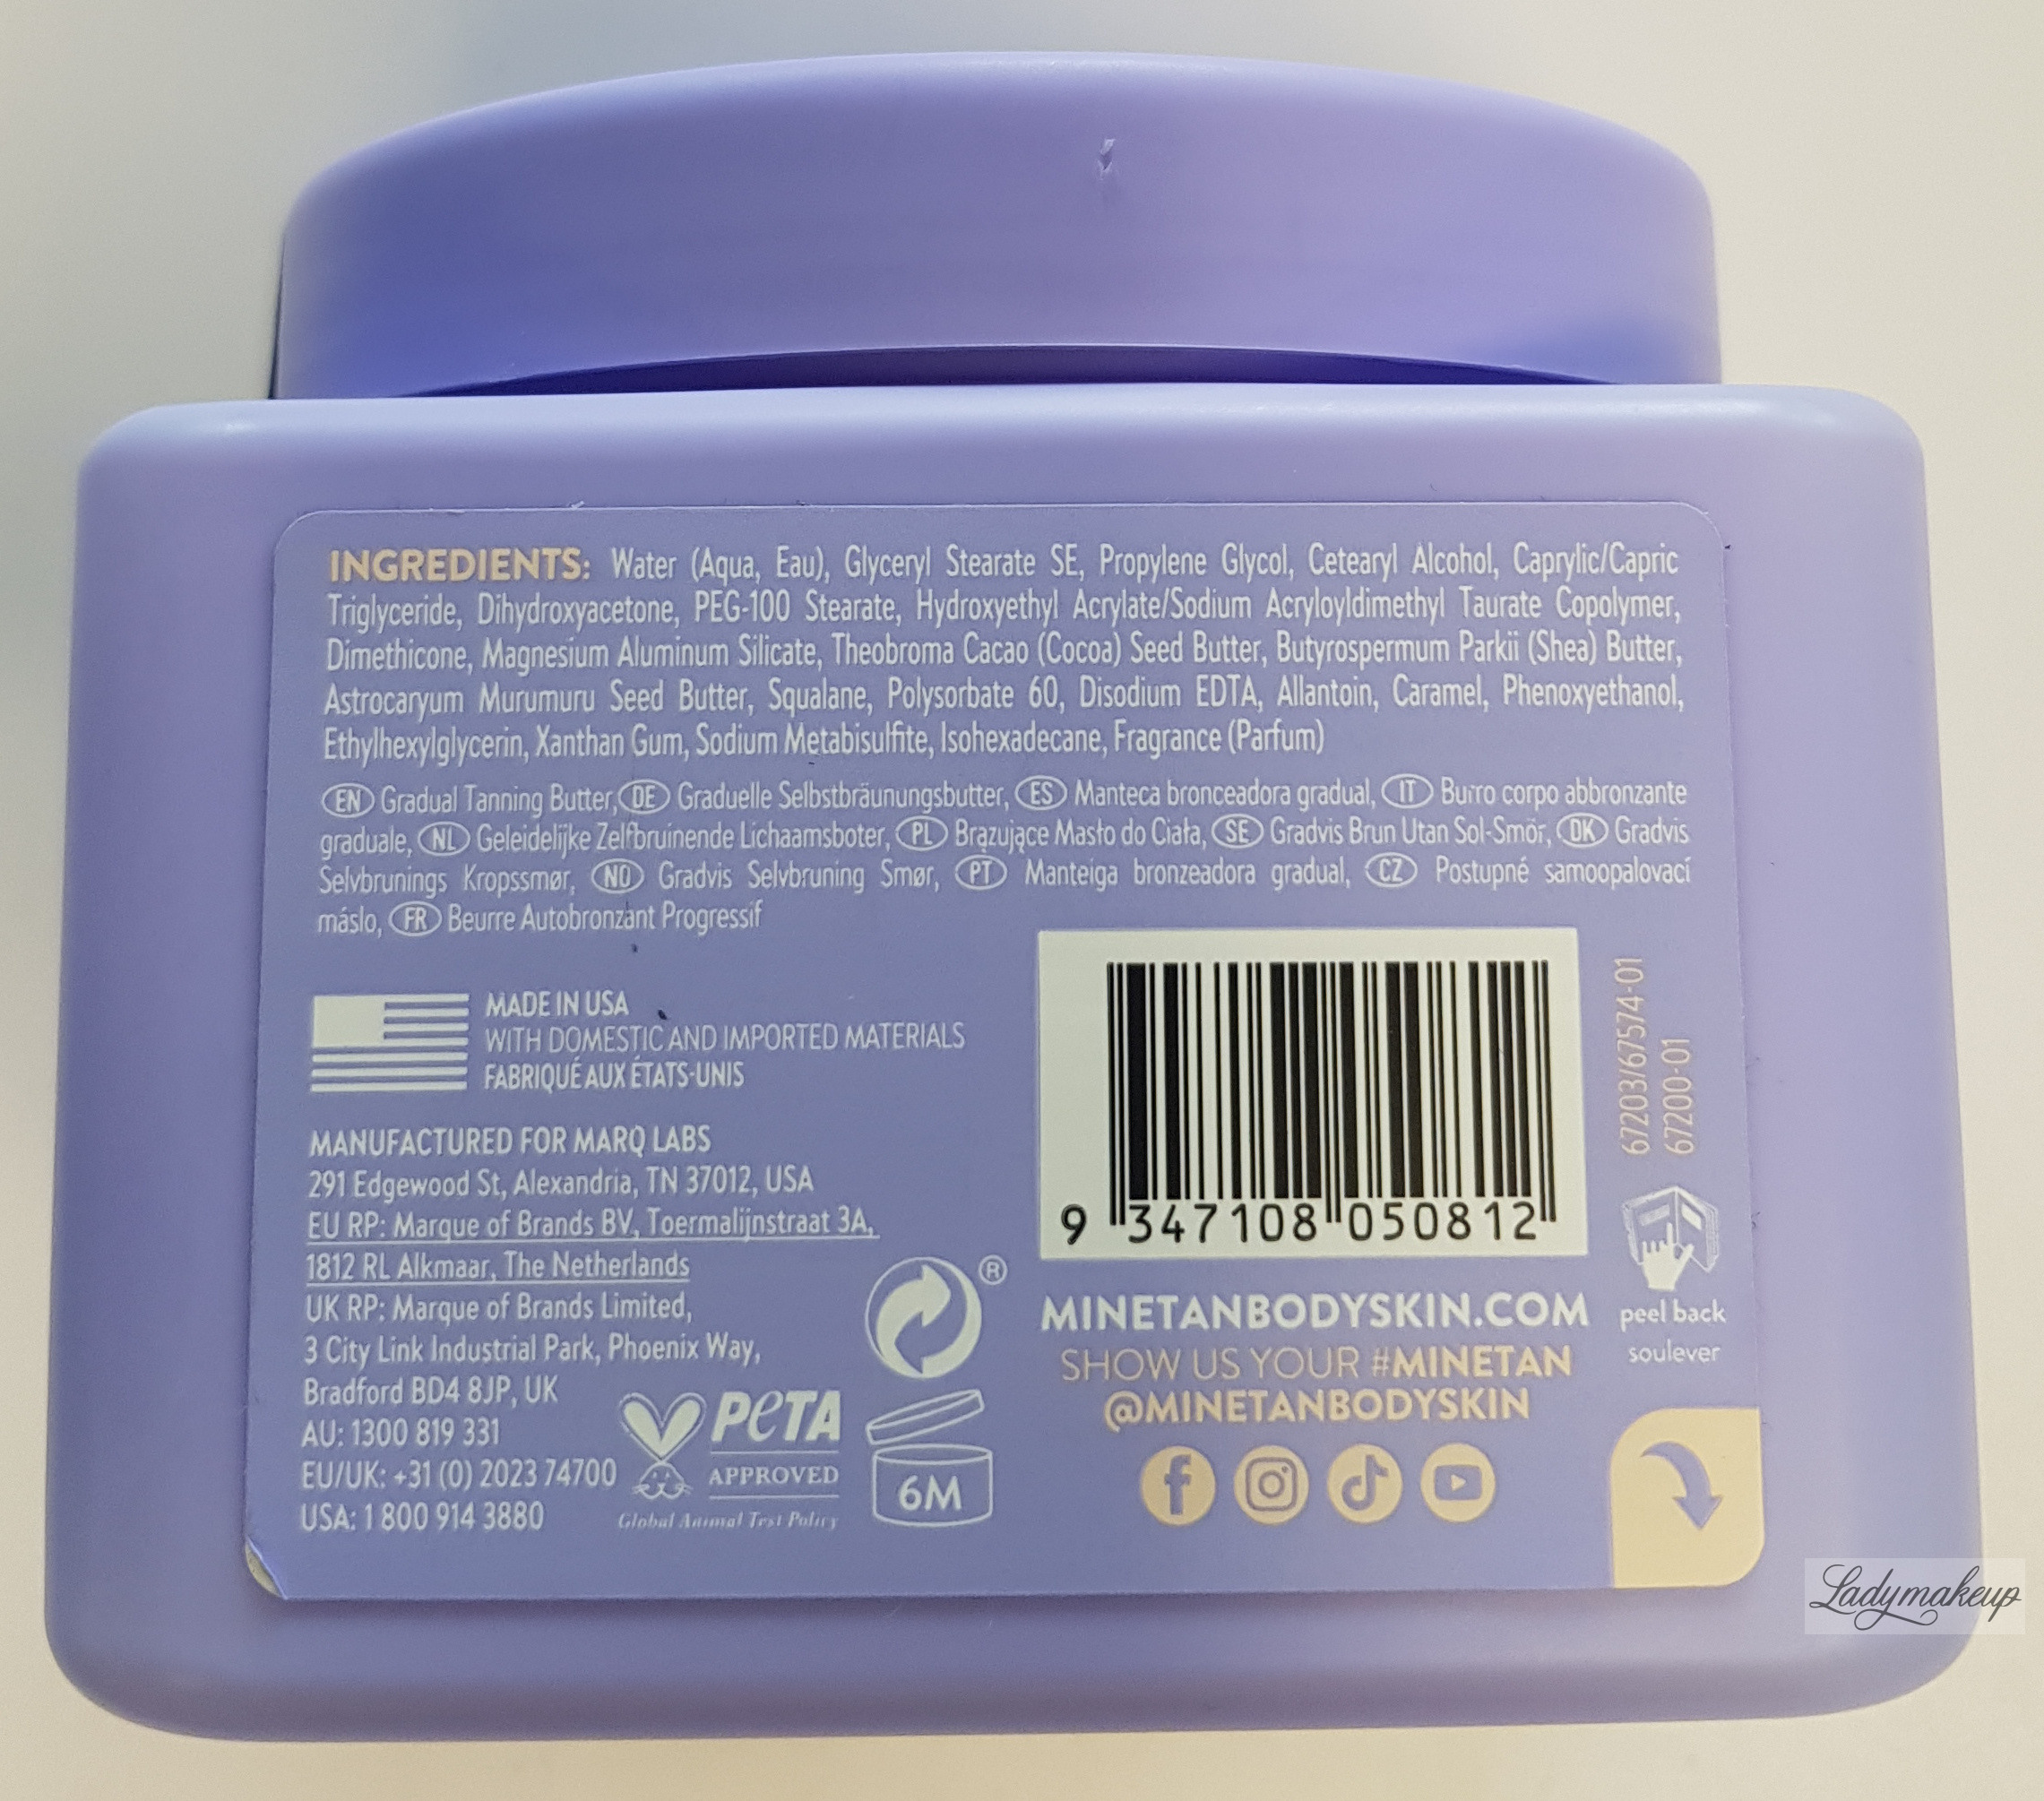 INGREDIENTS: Water (Aqua, Eau), Glyceryl Stearate SE, Propylene Glycol, Cetearyl Alcohol, Caprylic/Capric
Triglyceride, Dihydroxyacetone, PEG-100 Stearate, Hydroxyethyl Acrylate/Sodium Acryloyldimethyl Taurate Copolymer,
Dimethicone, Magnesium Aluminum Silicate, Theobroma Cacao (Cocoa) Seed Butter, Butyrospermum Parkii (Shea) Butter,
Astrocaryum Murumuru Seed Butter, Squalane, Polysorbate 60, Disodium EDTA, Allantoin, Caramel, Phenoxyethanol,
Ethylhexylglycerin, Xanthan Gum, Sodium Metabisulfite, Isohexadecane, Fragrance (Parfum)
EN Gradual Tanning Butter, DE Graduelle Selbstbräunungsbutter, ES Manteca bronceadora gradual, IT Burro corpo abbronzante
graduale, NL Geleidelijke Zelfbruinende Lichaamsboter, PL Brązujące Masło do Ciała, SE Gradvis Brun Utan Sol-Smör, DK Gradvis
Selvbrunings Kropssmør, NO Gradvis Selvbruning Smør, PT Manteiga bronzeadora gradual, CZ Postupné samoopalovací
máslo, FR Beurre Autobronzant Progressif
MADE IN USA
WITH DOMESTIC AND IMPORTED MATERIALS
FABRIQUÉ AUX ÉTATS-UNIS
MANUFACTURED FOR MARQ LABS
291 Edgewood St, Alexandria, TN 37012, USA
EU RP: Marque of Brands BV, Toermalijnstraat 3A,
1812 RL Alkmaar, The Netherlands
UK RP: Marque of Brands Limited,
3 City Link Industrial Park, Phoenix Way,
Bradford BD4 8JP, UK
AU: 1300 819 331
EU/UK: +31 (0) 2023 74700
USA: 1 800 914 3880
PETA
APPROVED
Global Animal Test Policy
®
6M
9 347108 050812
67203/67574-01
67200-01
MINETANBODYSKIN.COM
SHOW US YOUR #MINETAN
@MINETANBODYSKIN
peel back
soulever
Ladymakeup